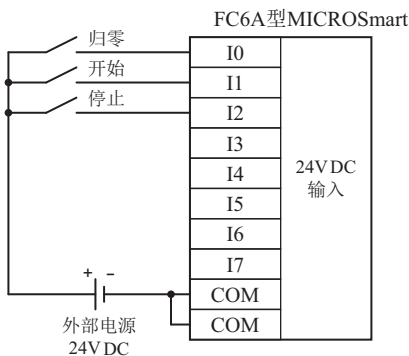 FC6A型MICROSmart
归零
I0
开始
I1
停止
I2
I3
I4
I5
I6
I7
24V DC
输入
COM
COM
+ −
外部电源
24V DC